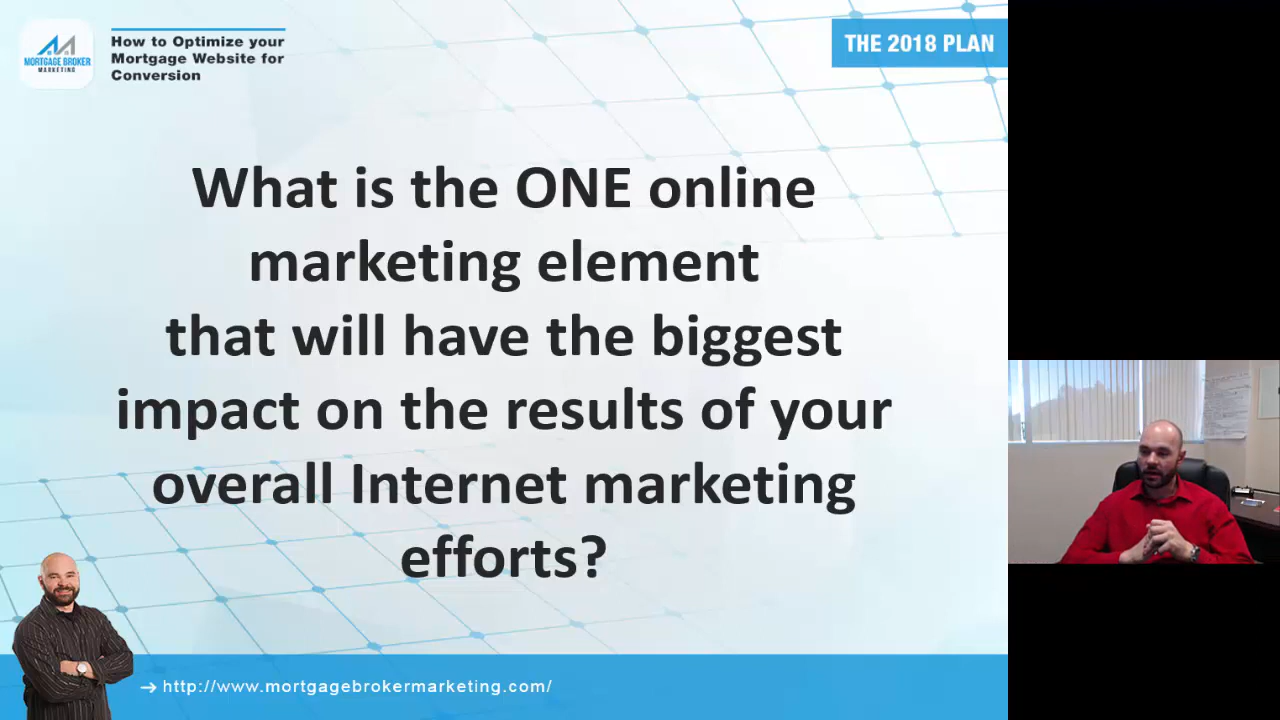 MORTGAGE BROKER
MARKETING
How to Optimize your
Mortgage Website for
Conversion
THE 2018 PLAN
What is the ONE online
marketing element
that will have the biggest
impact on the results of your
overall Internet marketing
efforts?
http://www.mortgagebrokermarketing.com/